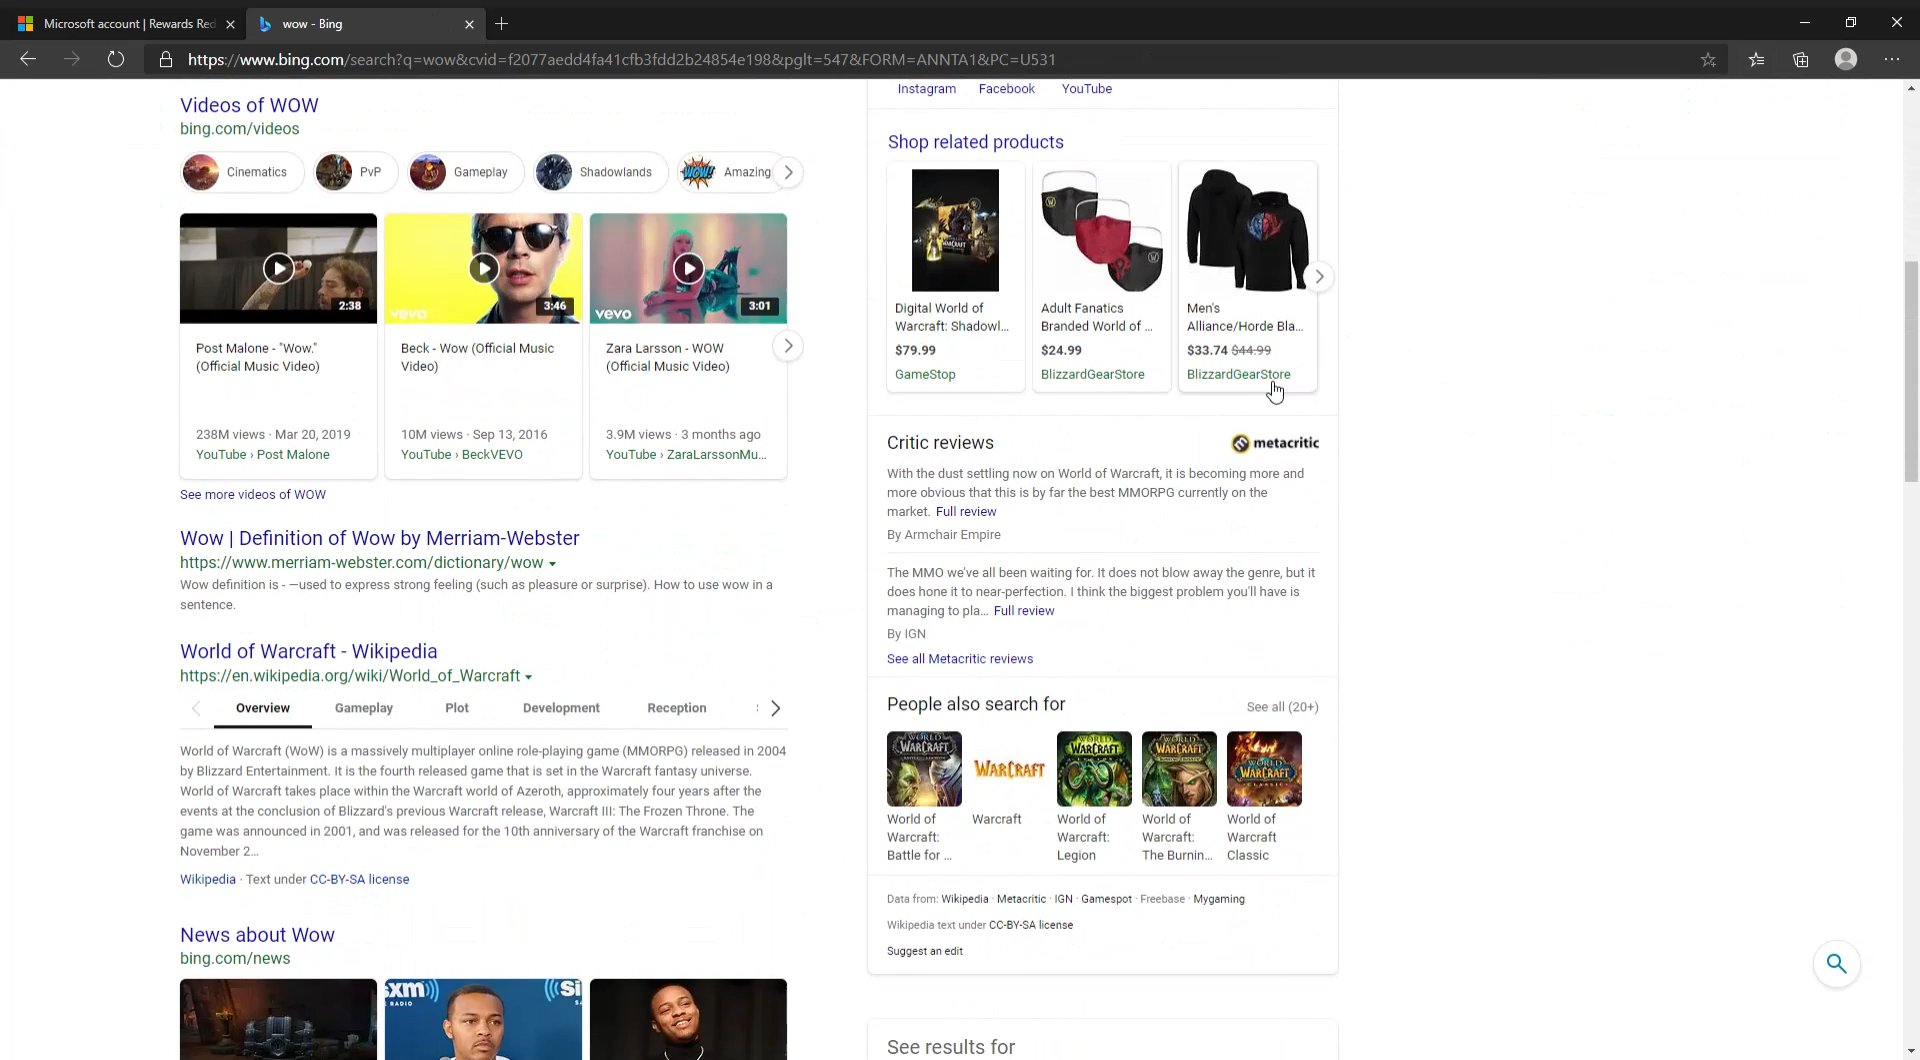 Microsoft account | Rewards Red
wow - Bing
https://www.bing.com/search?q=wow&cvid=f2077aedd4fa41cfb3fdd2b24854e198&pglt=547&FORM=ANNTA1&PC=U531
Videos of WOW
bing.com/videos
Cinematics
PvP
Gameplay
Shadowlands
WOW!
Amazing
2:38
vevo
3:46
vevo
3:01
Post Malone - "Wow."
(Official Music Video)
238M views · Mar 20, 2019
YouTube › Post Malone
Beck - Wow (Official Music
Video)
10M views · Sep 13, 2016
YouTube › BeckVEVO
Zara Larsson - WOW
(Official Music Video)
3.9M views · 3 months ago
YouTube › ZaraLarssonMu...
See more videos of WOW
Wow | Definition of Wow by Merriam-Webster
https://www.merriam-webster.com/dictionary/wow
Wow definition is - —used to express strong feeling (such as pleasure or surprise). How to use wow in a
sentence.
World of Warcraft - Wikipedia
https://en.wikipedia.org/wiki/World_of_Warcraft
Overview
Gameplay
Plot
Development
Reception
World of Warcraft (WoW) is a massively multiplayer online role-playing game (MMORPG) released in 2004
by Blizzard Entertainment. It is the fourth released game that is set in the Warcraft fantasy universe.
World of Warcraft takes place within the Warcraft world of Azeroth, approximately four years after the
events at the conclusion of Blizzard's previous Warcraft release, Warcraft III: The Frozen Throne. The
game was announced in 2001, and was released for the 10th anniversary of the Warcraft franchise on
November 2...
Wikipedia · Text under CC-BY-SA license
News about Wow
bing.com/news
sxm
RADIO
Si
Instagram
Facebook
YouTube
Shop related products
Digital World of
Warcraft: Shadowl...
$79.99
GameStop
Adult Fanatics
Branded World of ...
$24.99
BlizzardGearStore
Men's
Alliance/Horde Bla...
$33.74 $44.99
BlizzardGearStore
Critic reviews
metacritic
With the dust settling now on World of Warcraft, it is becoming more and
more obvious that this is by far the best MMORPG currently on the
market. Full review
By Armchair Empire
The MMO we've all been waiting for. It does not blow away the genre, but it
does hone it to near-perfection. I think the biggest problem you'll have is
managing to pla... Full review
By IGN
See all Metacritic reviews
People also search for
See all (20+)
WORLD
WARCRAFT
WARCRAFT
WORLD
WARCRAFT
WORLD
WARCRAFT
WORLD
WARCRAFT
CLASSIC
World of
Warcraft:
Battle for ...
Warcraft
World of
Warcraft:
Legion
World of
Warcraft:
The Burnin...
World of
Warcraft
Classic
Data from: Wikipedia · Metacritic · IGN · Gamespot · Freebase · Mygaming
Wikipedia text under CC-BY-SA license
Suggest an edit
See results for